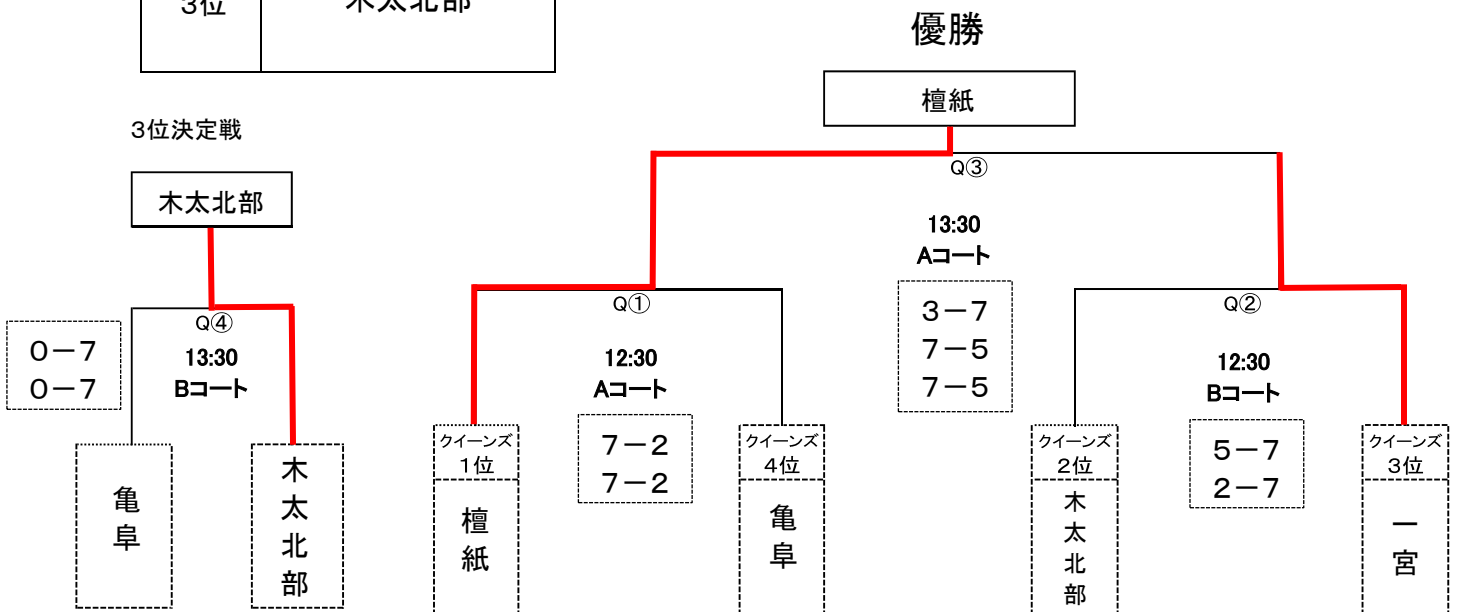 3位
木太北部
優勝
檀紙
3位決定戦
木太北部
Q③
13:30
Aコート
3－7
7－5
7－5
Q④
13:30
Bコート
0－7
0－7
Q①
12:30
Aコート
7－2
7－2
Q②
12:30
Bコート
5－7
2－7
亀阜
木太北部
クイーンズ
1位
檀紙
クイーンズ
4位
亀阜
クイーンズ
2位
木太北部
クイーンズ
3位
一宮